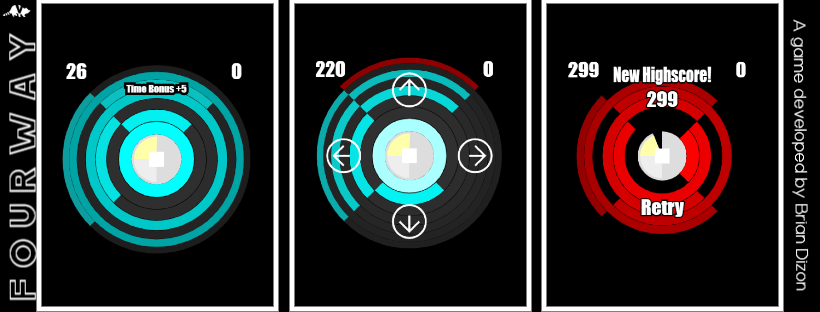 FOURWAY
26
0
Time Bonus +5
220
0
299
New Highscore!
0
299
Retry
A game developed by Brian Dizon